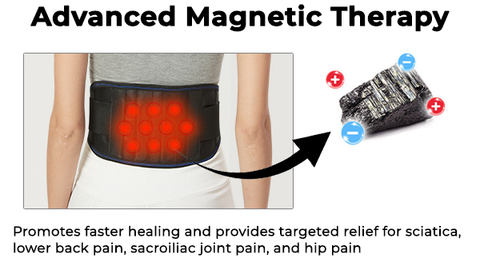 Advanced Magnetic Therapy
Promotes faster healing and provides targeted relief for sciatica,
lower back pain, sacroiliac joint pain, and hip pain